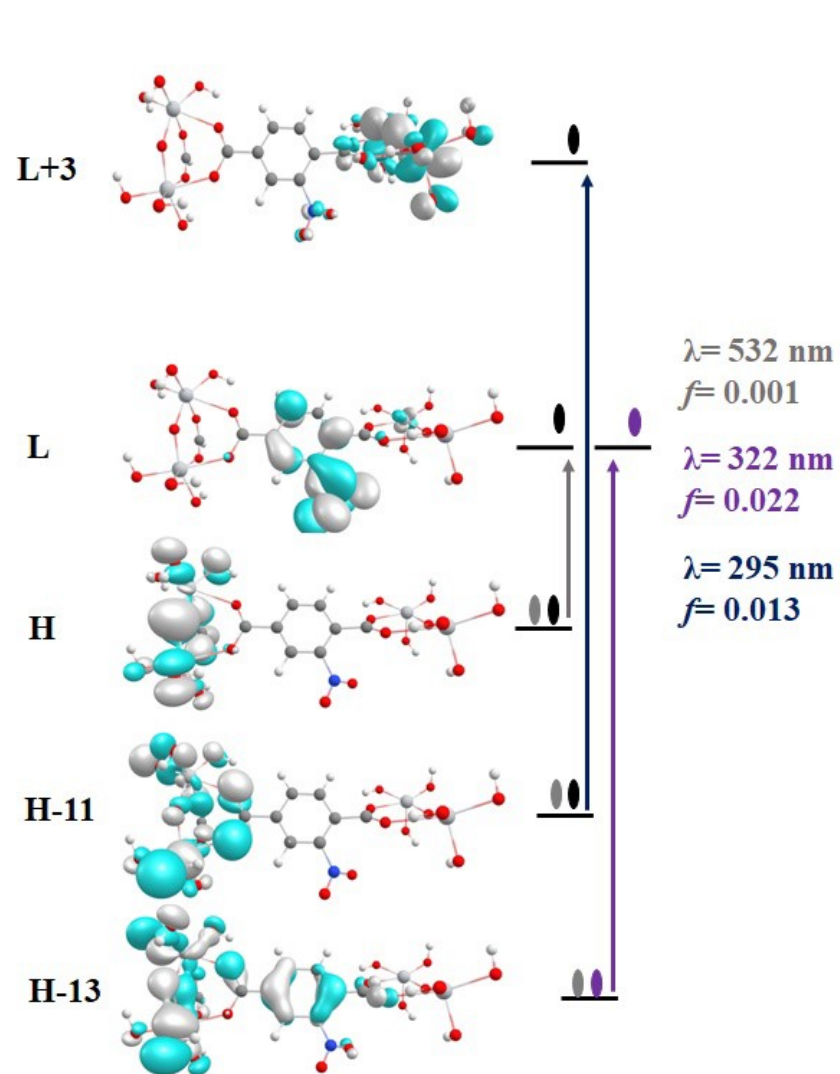 L+3
λ= 532 nm
f= 0.001
L
λ= 322 nm
f= 0.022
λ= 295 nm
f= 0.013
H
H-11
H-13